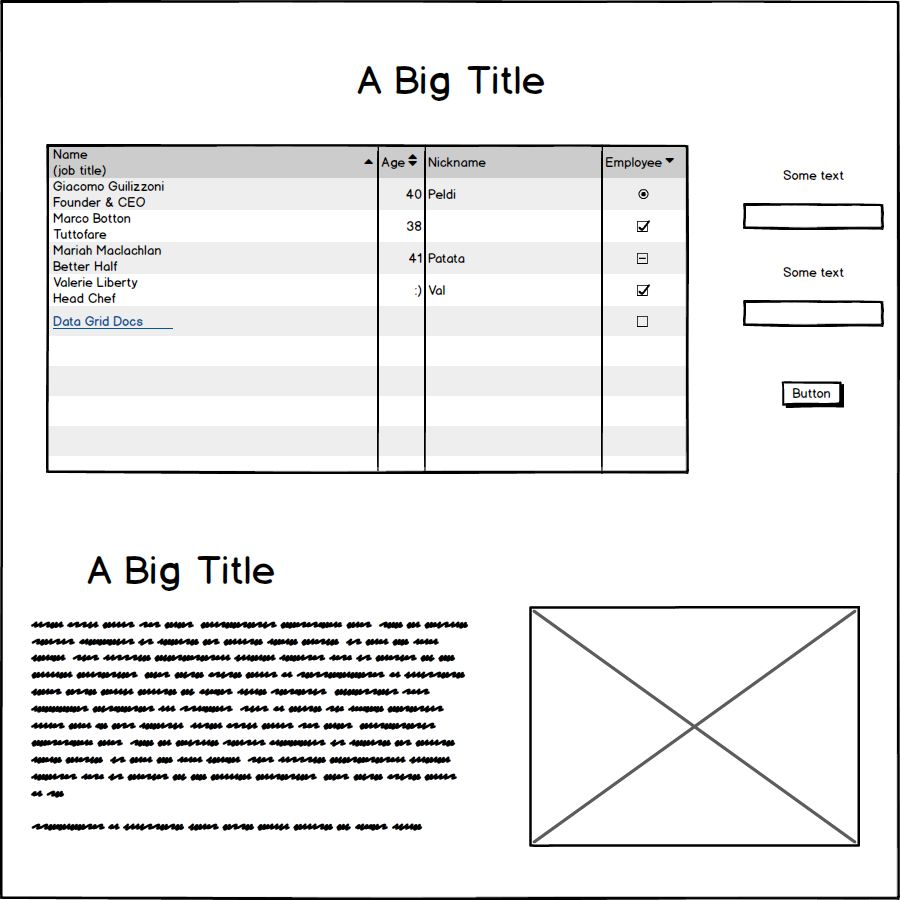 A Big Title
Name
(job title)
Age
Nickname
Employee
Giacomo Guilizzoni
Founder & CEO
40
Peldi
Marco Botton
Tuttofare
38
Mariah Maclachlan
Better Half
41
Patata
Valerie Liberty
Head Chef
:)
Val
Data Grid Docs
Some text
Some text
Button
A Big Title